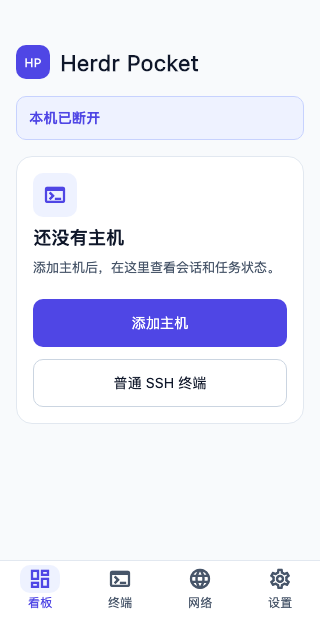 HP
Herdr Pocket
本机已断开
还没有主机
添加主机后，在这里查看会话和任务状态。
添加主机
普通 SSH 终端
看板
终端
网络
设置